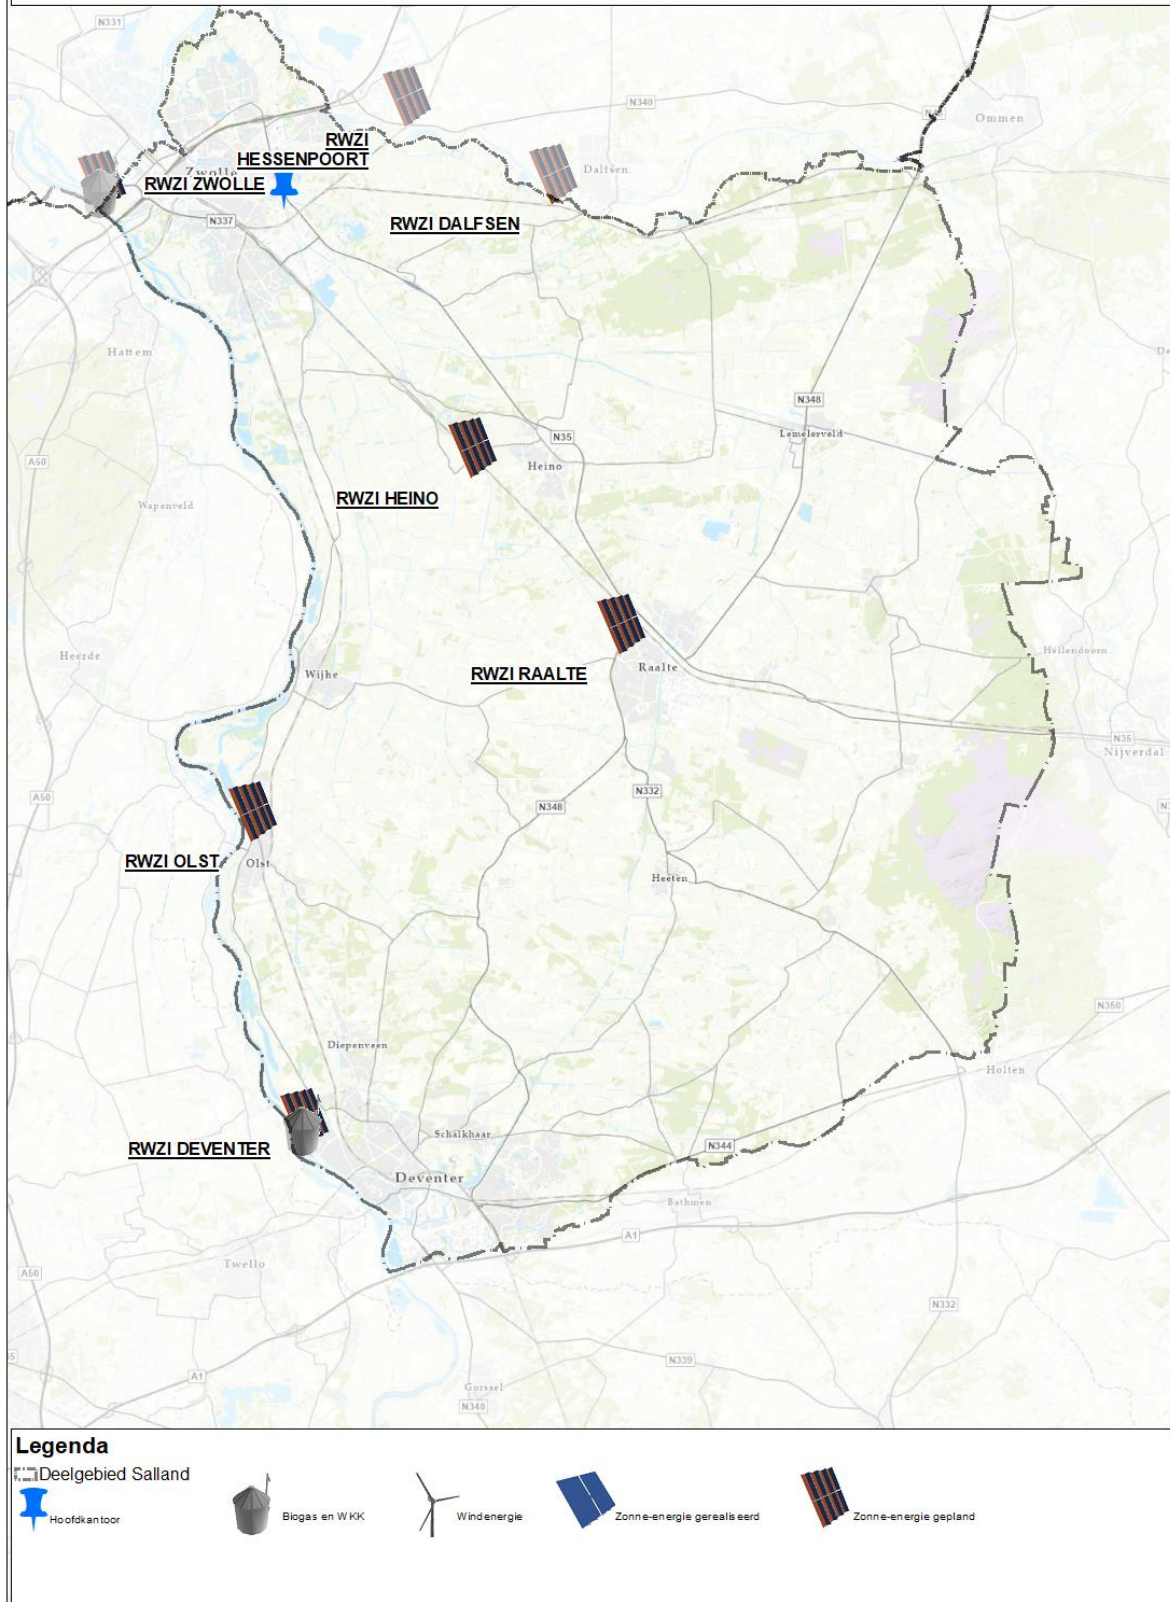 N331
N340
Ommen
RWZI
HESSENPOORT
Zwolle
RWZI ZWOLLE
Dalfsen
N337
RWZI DALFSEN
Hattem
N348
Lemelerveld
A50
N35
Heino
RWZI HEINO
Wapenveld
Heerde
Wijhe
RWZI RAALTE
Raalte
Hellendoorn
N35
Nijverdal
A50
N348
N332
RWZI OLST
Olst
Heeten
N350
Diepenveen
Holten
RWZI DEVENTER
Schalkhaar
N344
Deventer
Bathmen
A1
Twello
A50
N332
N339
A1
Gorssel
N348
Legenda
Deelgebied Salland
Hoofdkantoor
Biogas en WKK
Windenergie
Zonne-energie gerealiseerd
Zonne-energie gepland